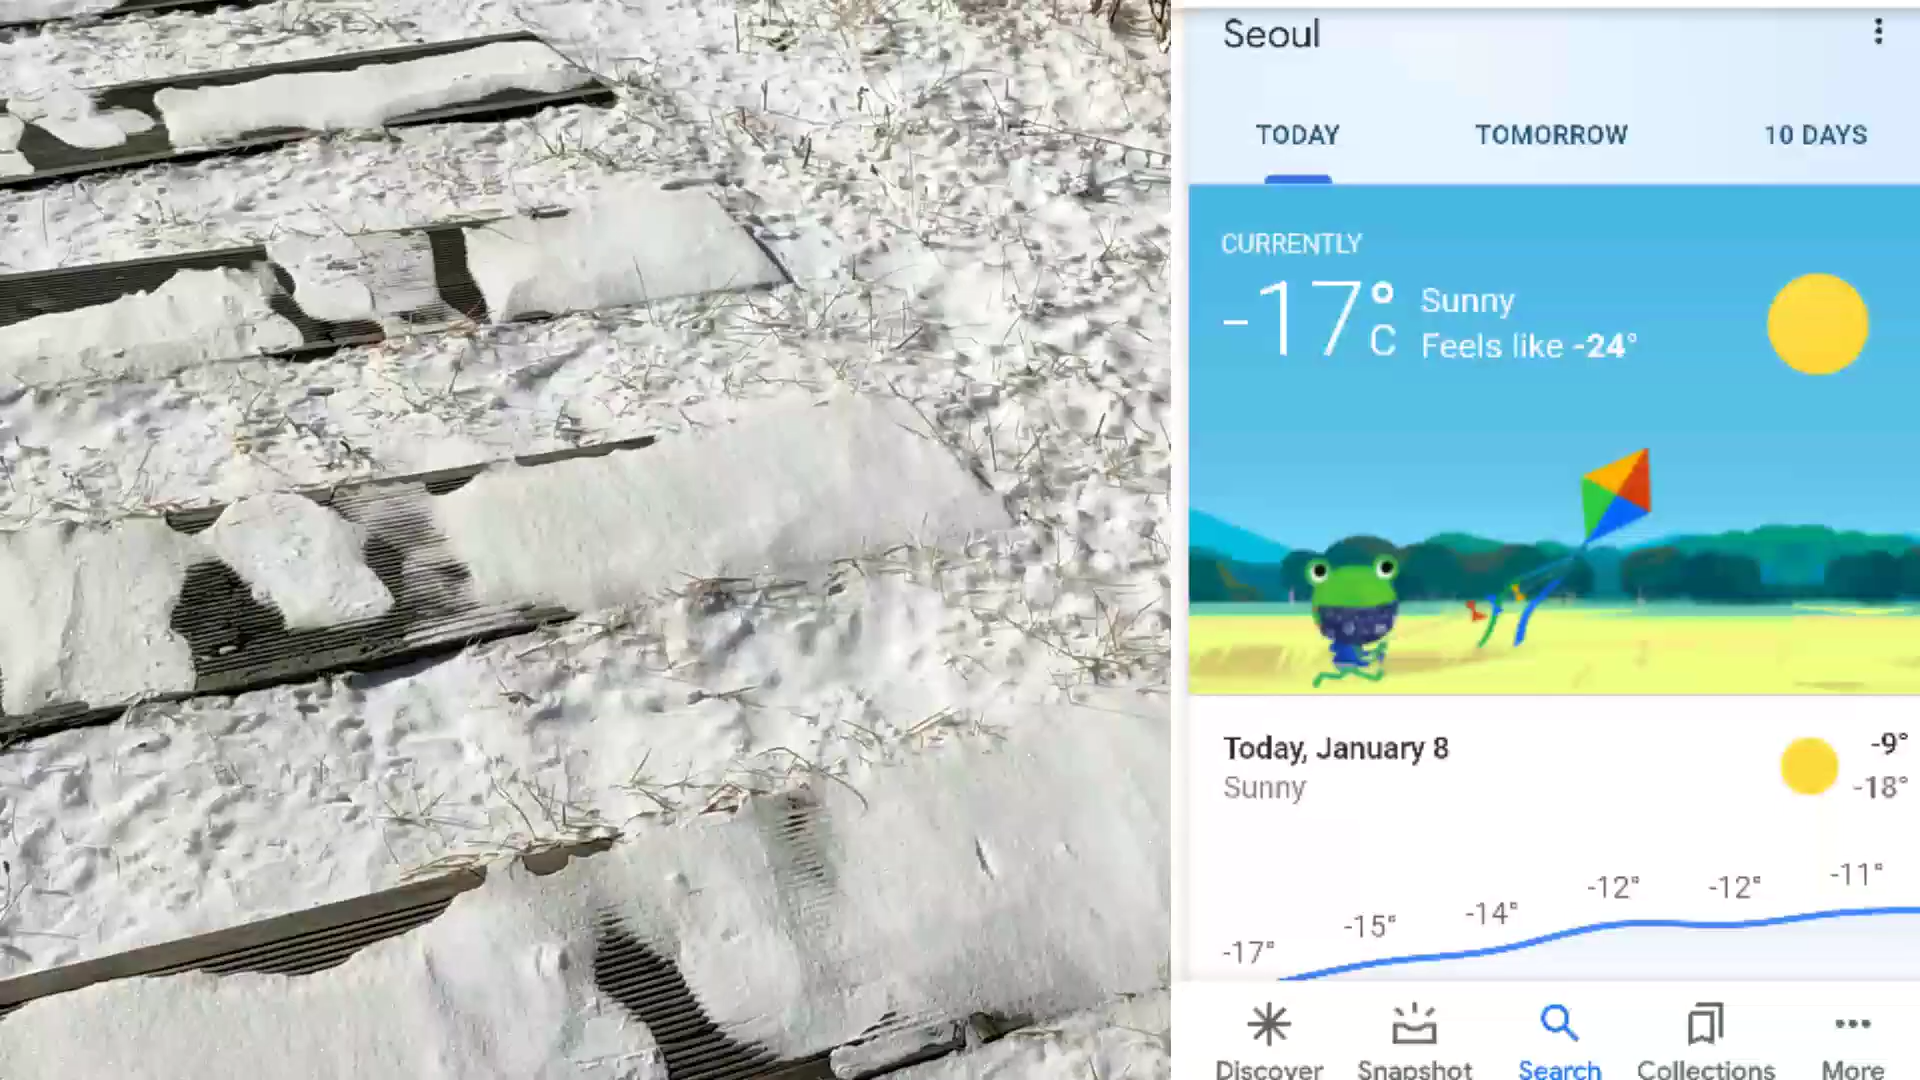 Seoul
TODAY
TOMORROW
10 DAYS
CURRENTLY
-17°C
Sunny
Feels like -24°
Today, January 8
Sunny
-9°
-18°
-17°
-15°
-14°
-12°
-12°
-11°
Discover
Snapshot
Search
Collections
More